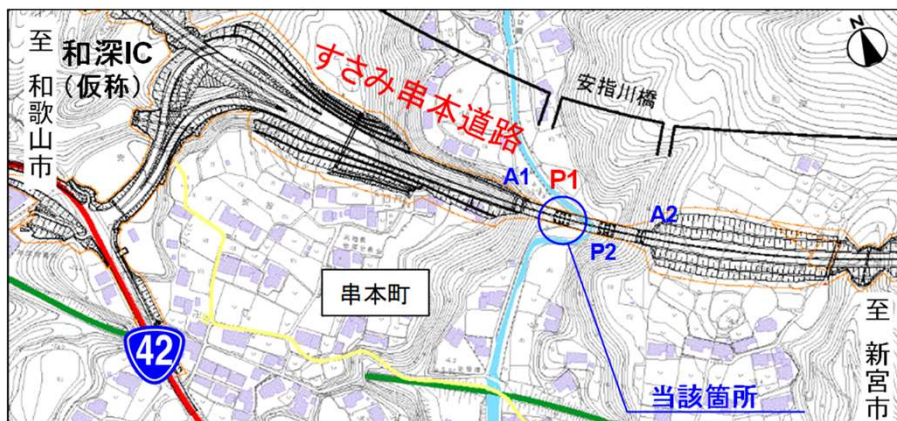 至 和歌山市
和深IC
(仮称)
すさみ串本道路
安指川橋
N
A1
P1
P2
A2
串本町
42
当該箇所
至 新宮市